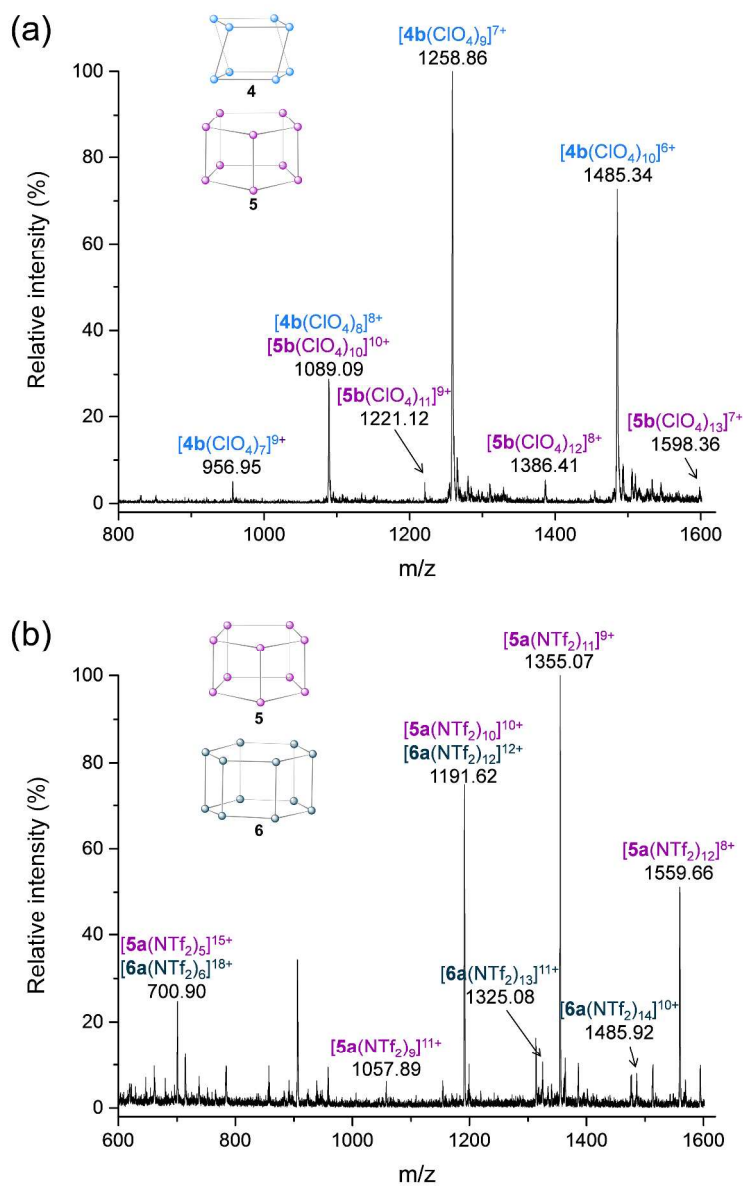 (a)
4
5
[4b(ClO₄)₉]⁷⁺
1258.86
[4b(ClO₄)₁₀]⁶⁺
1485.34
[4b(ClO₄)₈]⁸⁺
[5b(ClO₄)₁₀]¹⁰⁺
1089.09
[5b(ClO₄)₁₁]⁹⁺
1221.12
[4b(ClO₄)₇]⁹⁺
956.95
[5b(ClO₄)₁₂]⁸⁺
1386.41
[5b(ClO₄)₁₃]⁷⁺
1598.36
Relative intensity (%)
100
80
60
40
20
0
800 1000 1200 1400 1600
m/z
(b)
5
6
[5a(NTf₂)₁₁]⁹⁺
1355.07
[5a(NTf₂)₁₀]¹⁰⁺
[6a(NTf₂)₁₂]¹²⁺
1191.62
[5a(NTf₂)₁₂]⁸⁺
1559.66
[5a(NTf₂)₅]¹⁵⁺
[6a(NTf₂)₆]¹⁸⁺
700.90
[6a(NTf₂)₁₃]¹¹⁺
1325.08
[6a(NTf₂)₁₄]¹⁰⁺
1485.92
[5a(NTf₂)₉]¹¹⁺
1057.89
Relative intensity (%)
100
80
60
40
20
0
600 800 1000 1200 1400 1600
m/z